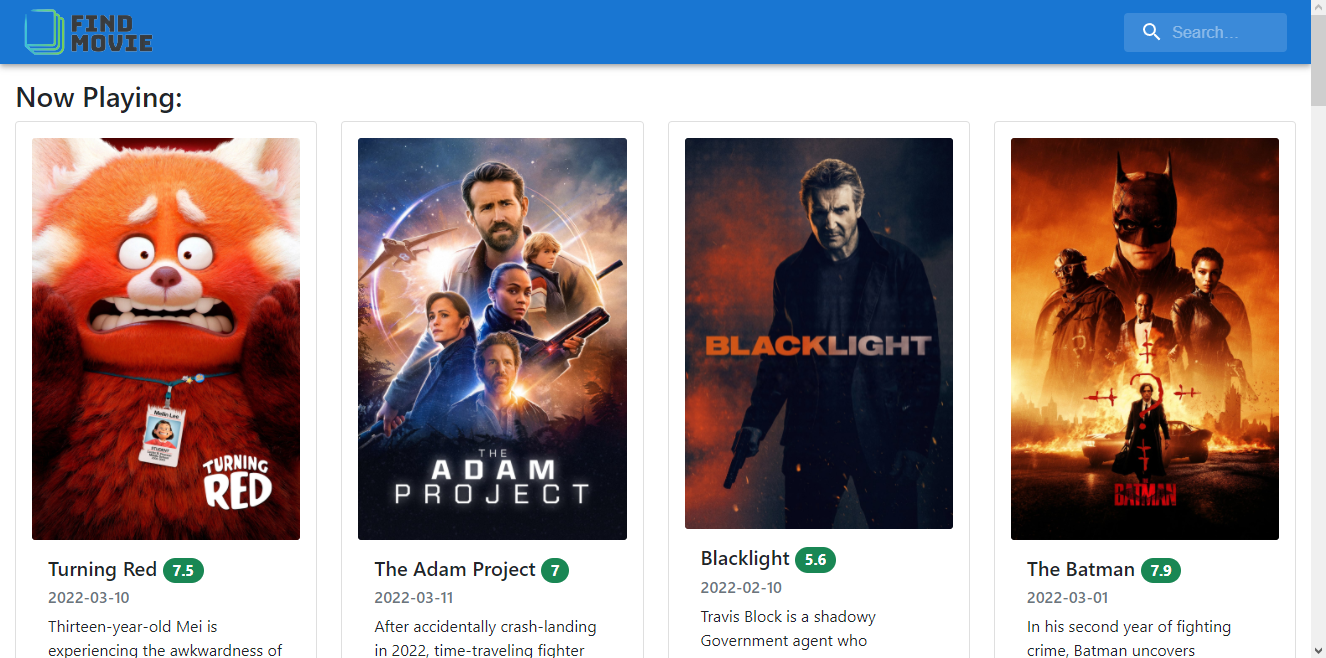 FIND
MOVIE
Search...
Now Playing:
Melin Lee
STUDENT
TURNING
RED
THE
ADAM
PROJECT
BLACKLIGHT
THE
BATMAN
Turning Red 7.5
2022-03-10
Thirteen-year-old Mei is
experiencing the awkwardness of
The Adam Project 7
2022-03-11
After accidentally crash-landing
in 2022, time-traveling fighter
Blacklight 5.6
2022-02-10
Travis Block is a shadowy
Government agent who
The Batman 7.9
2022-03-01
In his second year of fighting
crime, Batman uncovers